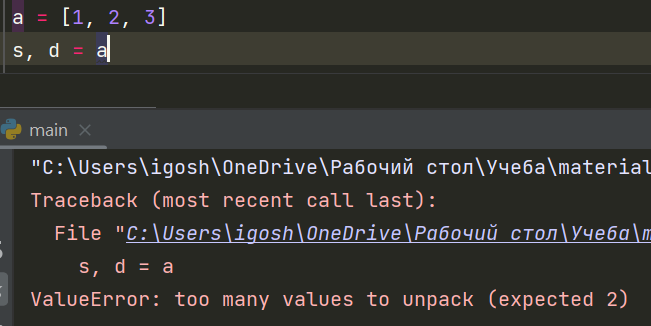 a = [1, 2, 3]
s, d = a
main
"C:\Users\igosh\OneDrive\Рабочий стол\Учеба\material
Traceback (most recent call last):
File "C:\Users\igosh\OneDrive\Рабочий стол\Учеба\m
s, d = a
ValueError: too many values to unpack (expected 2)